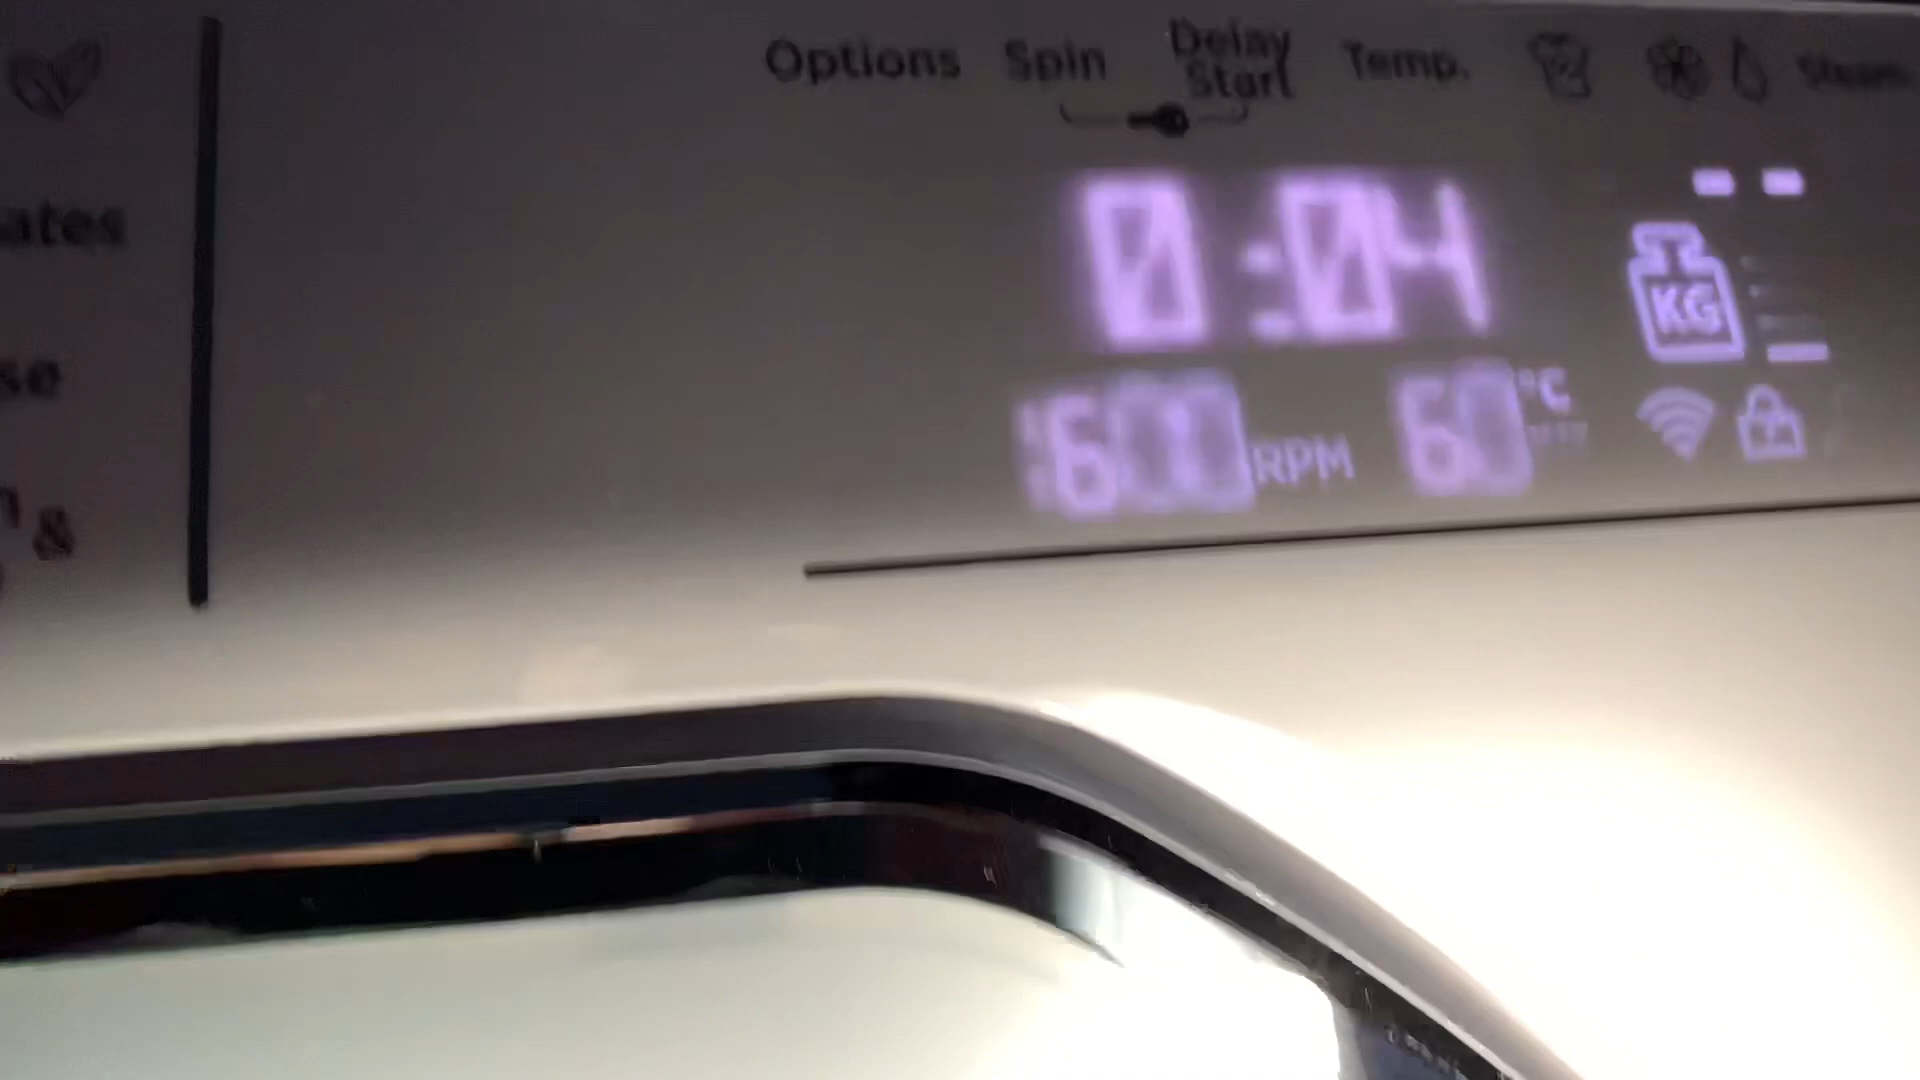 Options Spin Delay Start Temp. Steam
ates
0:04
KG
se
600 RPM 60 °C
&